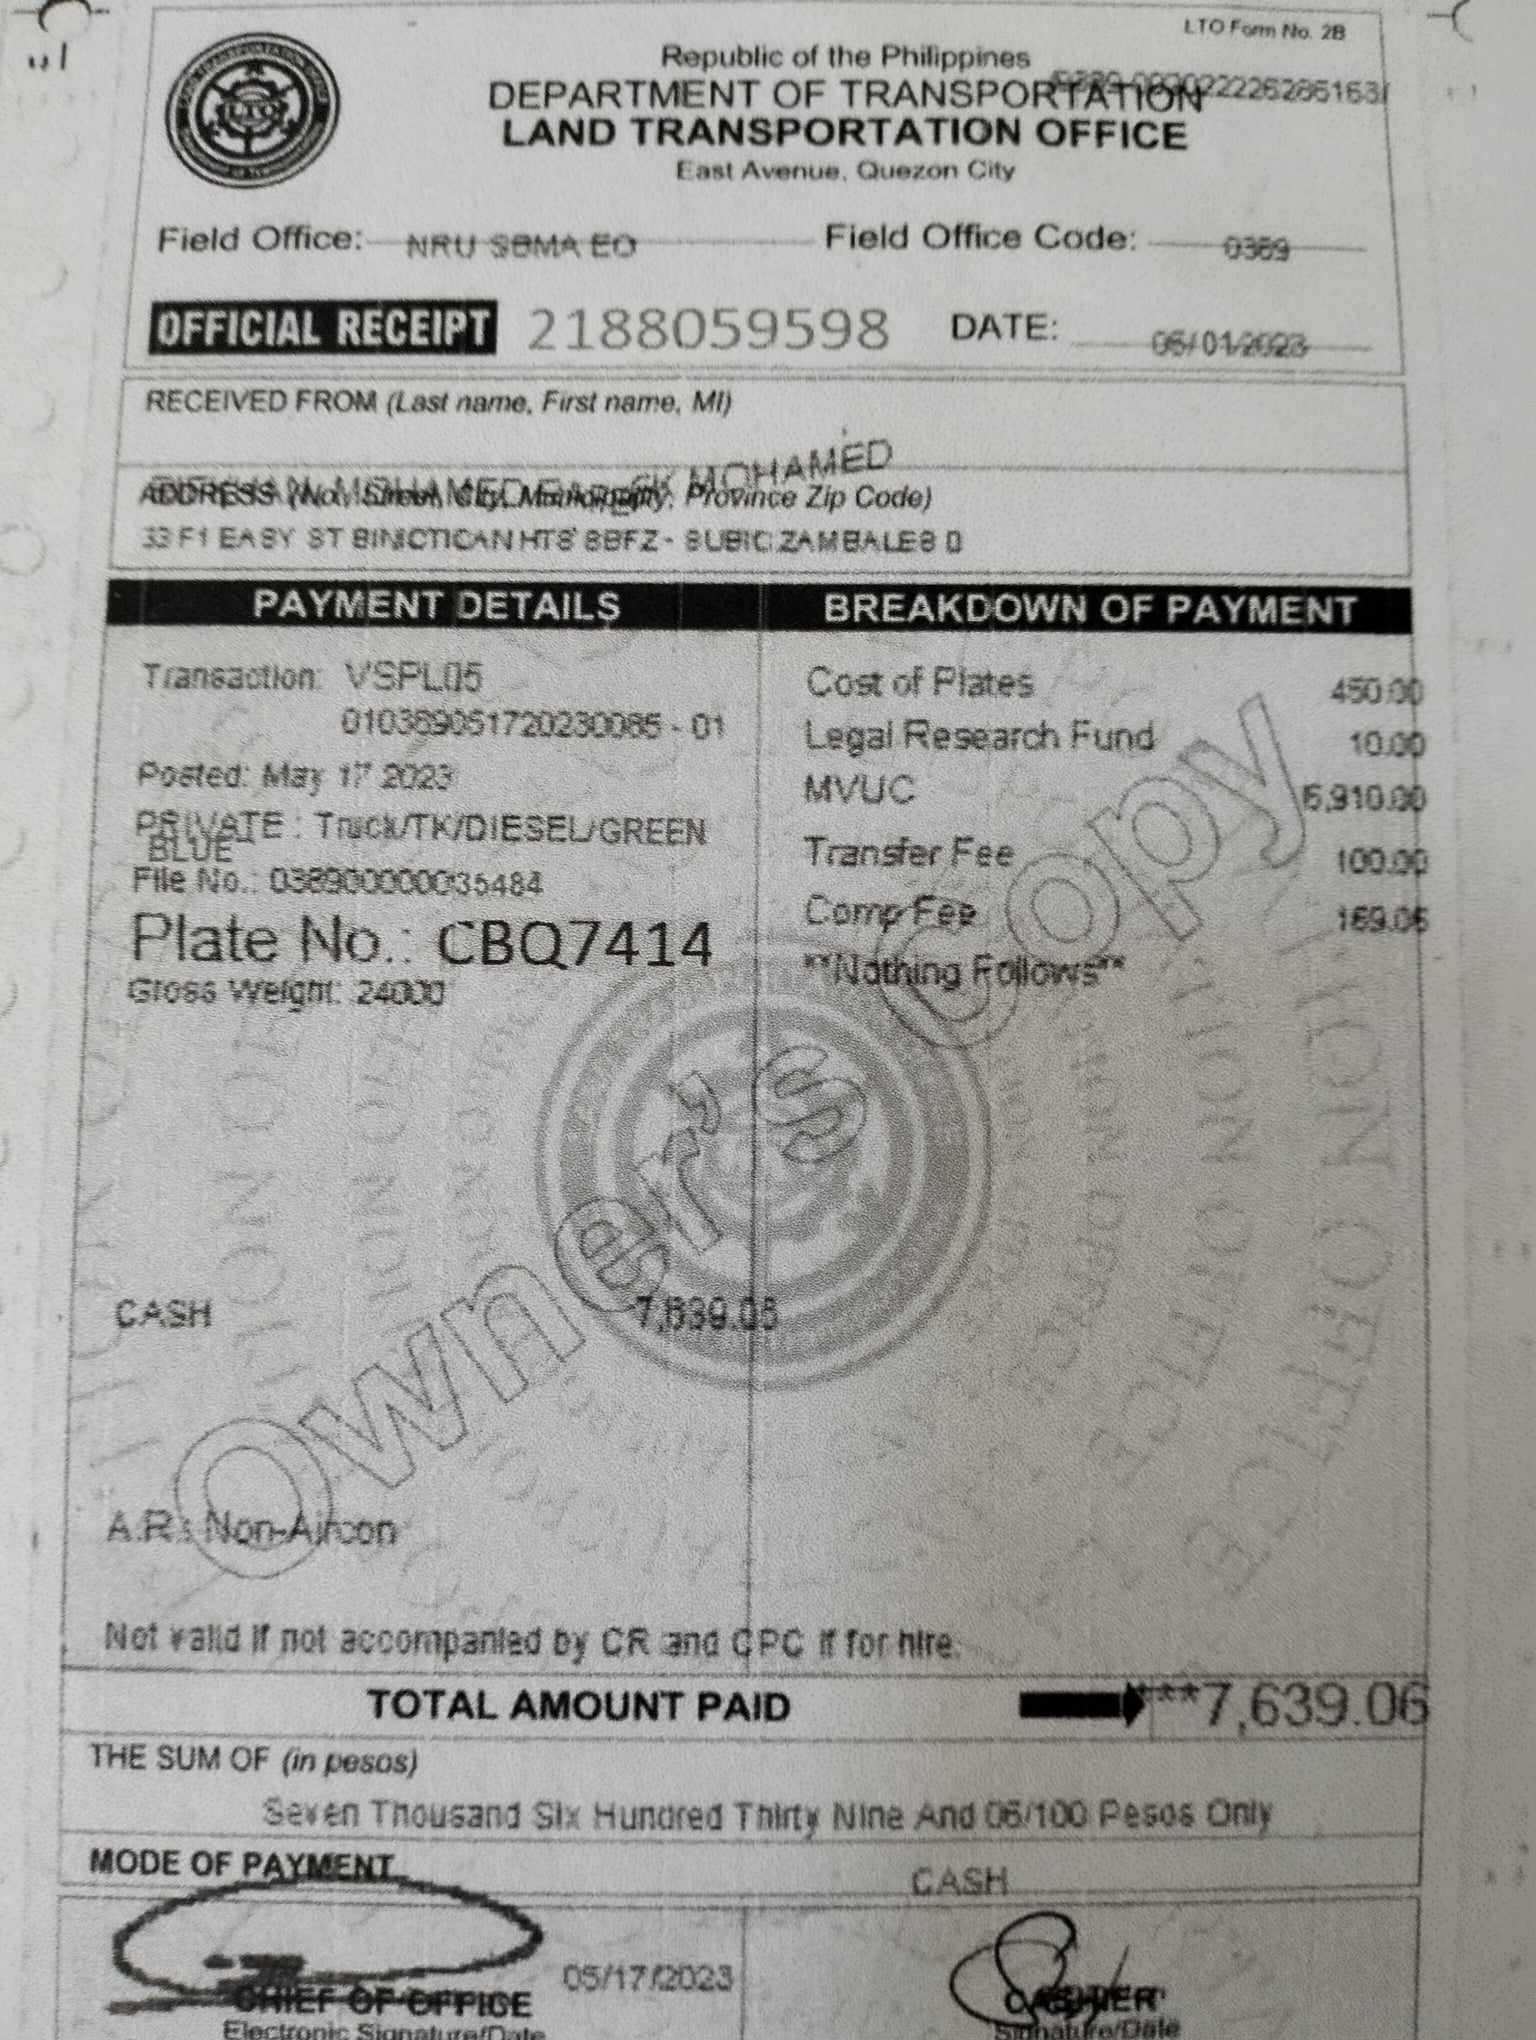 LTO Form No. 2B
Republic of the Philippines
DEPARTMENT OF TRANSPORTATION
LAND TRANSPORTATION OFFICE
East Avenue, Quezon City
Field Office: NRU SBMA EO Field Office Code: 0389
OFFICIAL RECEIPT 2188059598 DATE: 06/01/2023
RECEIVED FROM (Last name, First name, MI)
MOHAMED
ADDRESS (No., Street, City, Municipality, Province Zip Code)
33 F1 EASY ST BINICTICAN HTS SBFZ - SUBIC ZAMBALES 0
PAYMENT DETAILS BREAKDOWN OF PAYMENT
Transaction: VSPL05
010389051720230085 - 01
Posted: May 17 2023
PRIVATE : Truck/TK/DIESEL/GREEN
BLUE
File No.: 038900000035484
Plate No.: CBQ7414
Gross Weight: 24000
Cost of Plates 450.00
Legal Research Fund 10.00
MVUC 6,910.00
Transfer Fee 100.00
Comp Fee 169.06
**Nothing Follows**
Owner's Copy
CASH 7,639.06
A.R.: Non-Aircon
Not valid if not accompanied by CR and CPC if for hire.
TOTAL AMOUNT PAID ***7,639.06
THE SUM OF (in pesos)
Seven Thousand Six Hundred Thirty Nine And 06/100 Pesos Only
MODE OF PAYMENT CASH
05/17/2023
CHIEF OF OFFICE CASHIER
Electronic Signature/Date Signature/Date